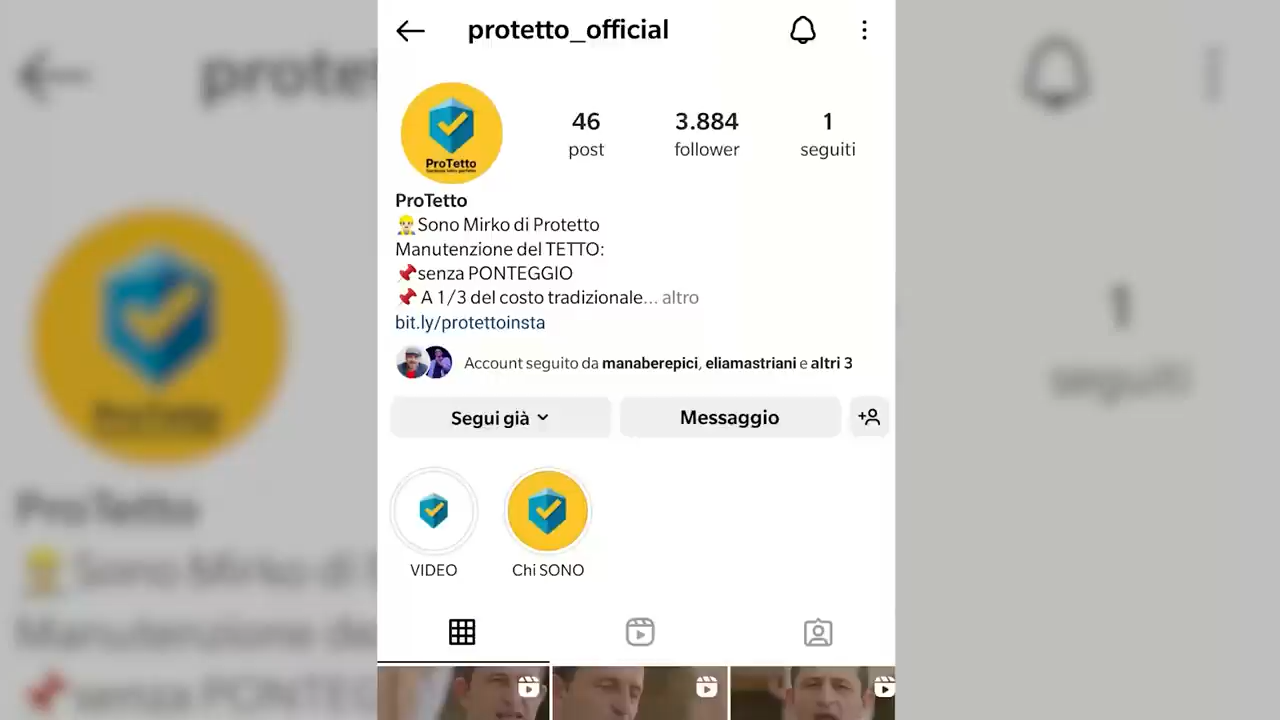 protetto_official
46
post
3.884
follower
1
seguiti
ProTetto
ProTetto
👷Sono Mirko di Protetto
Manutenzione del TETTO:
📌senza PONTEGGIO
📌 A 1/3 del costo tradizionale... altro
bit.ly/protettoinsta
Account seguito da manaberepici, eliamastriani e altri 3
Segui già
Messaggio
VIDEO
Chi SONO